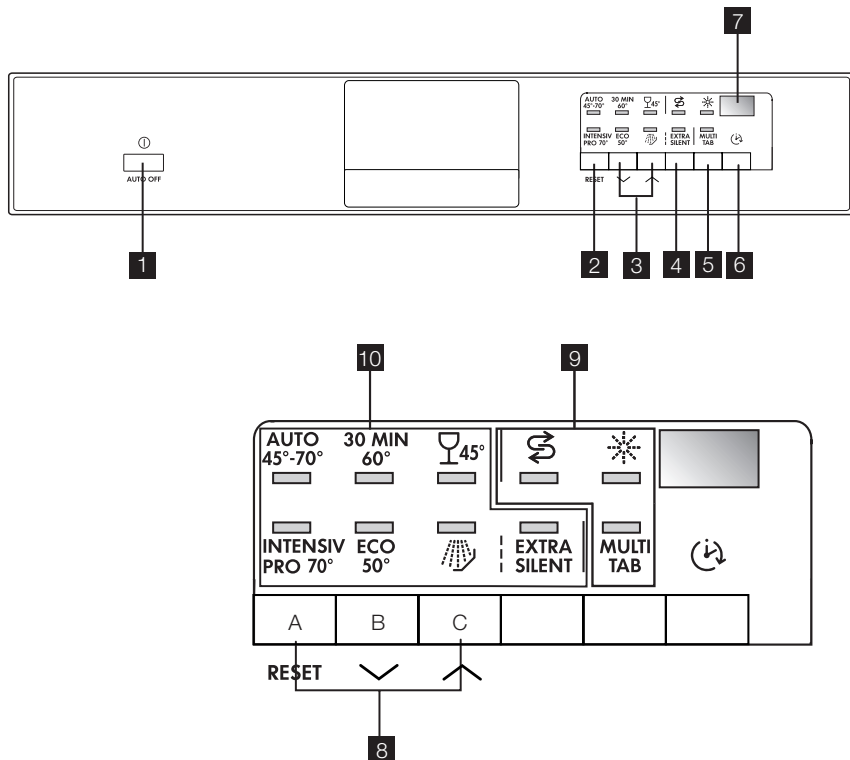 7
AUTO 45°-70°
30 MIN 60°
45°
INTENSIV PRO 70°
ECO 50°
EXTRA SILENT
MULTI TAB
AUTO OFF
RESET
1
2
3
4
5
6
10
9
AUTO 45°-70°
30 MIN 60°
45°
INTENSIV PRO 70°
ECO 50°
EXTRA SILENT
MULTI TAB
A
B
C
RESET
8